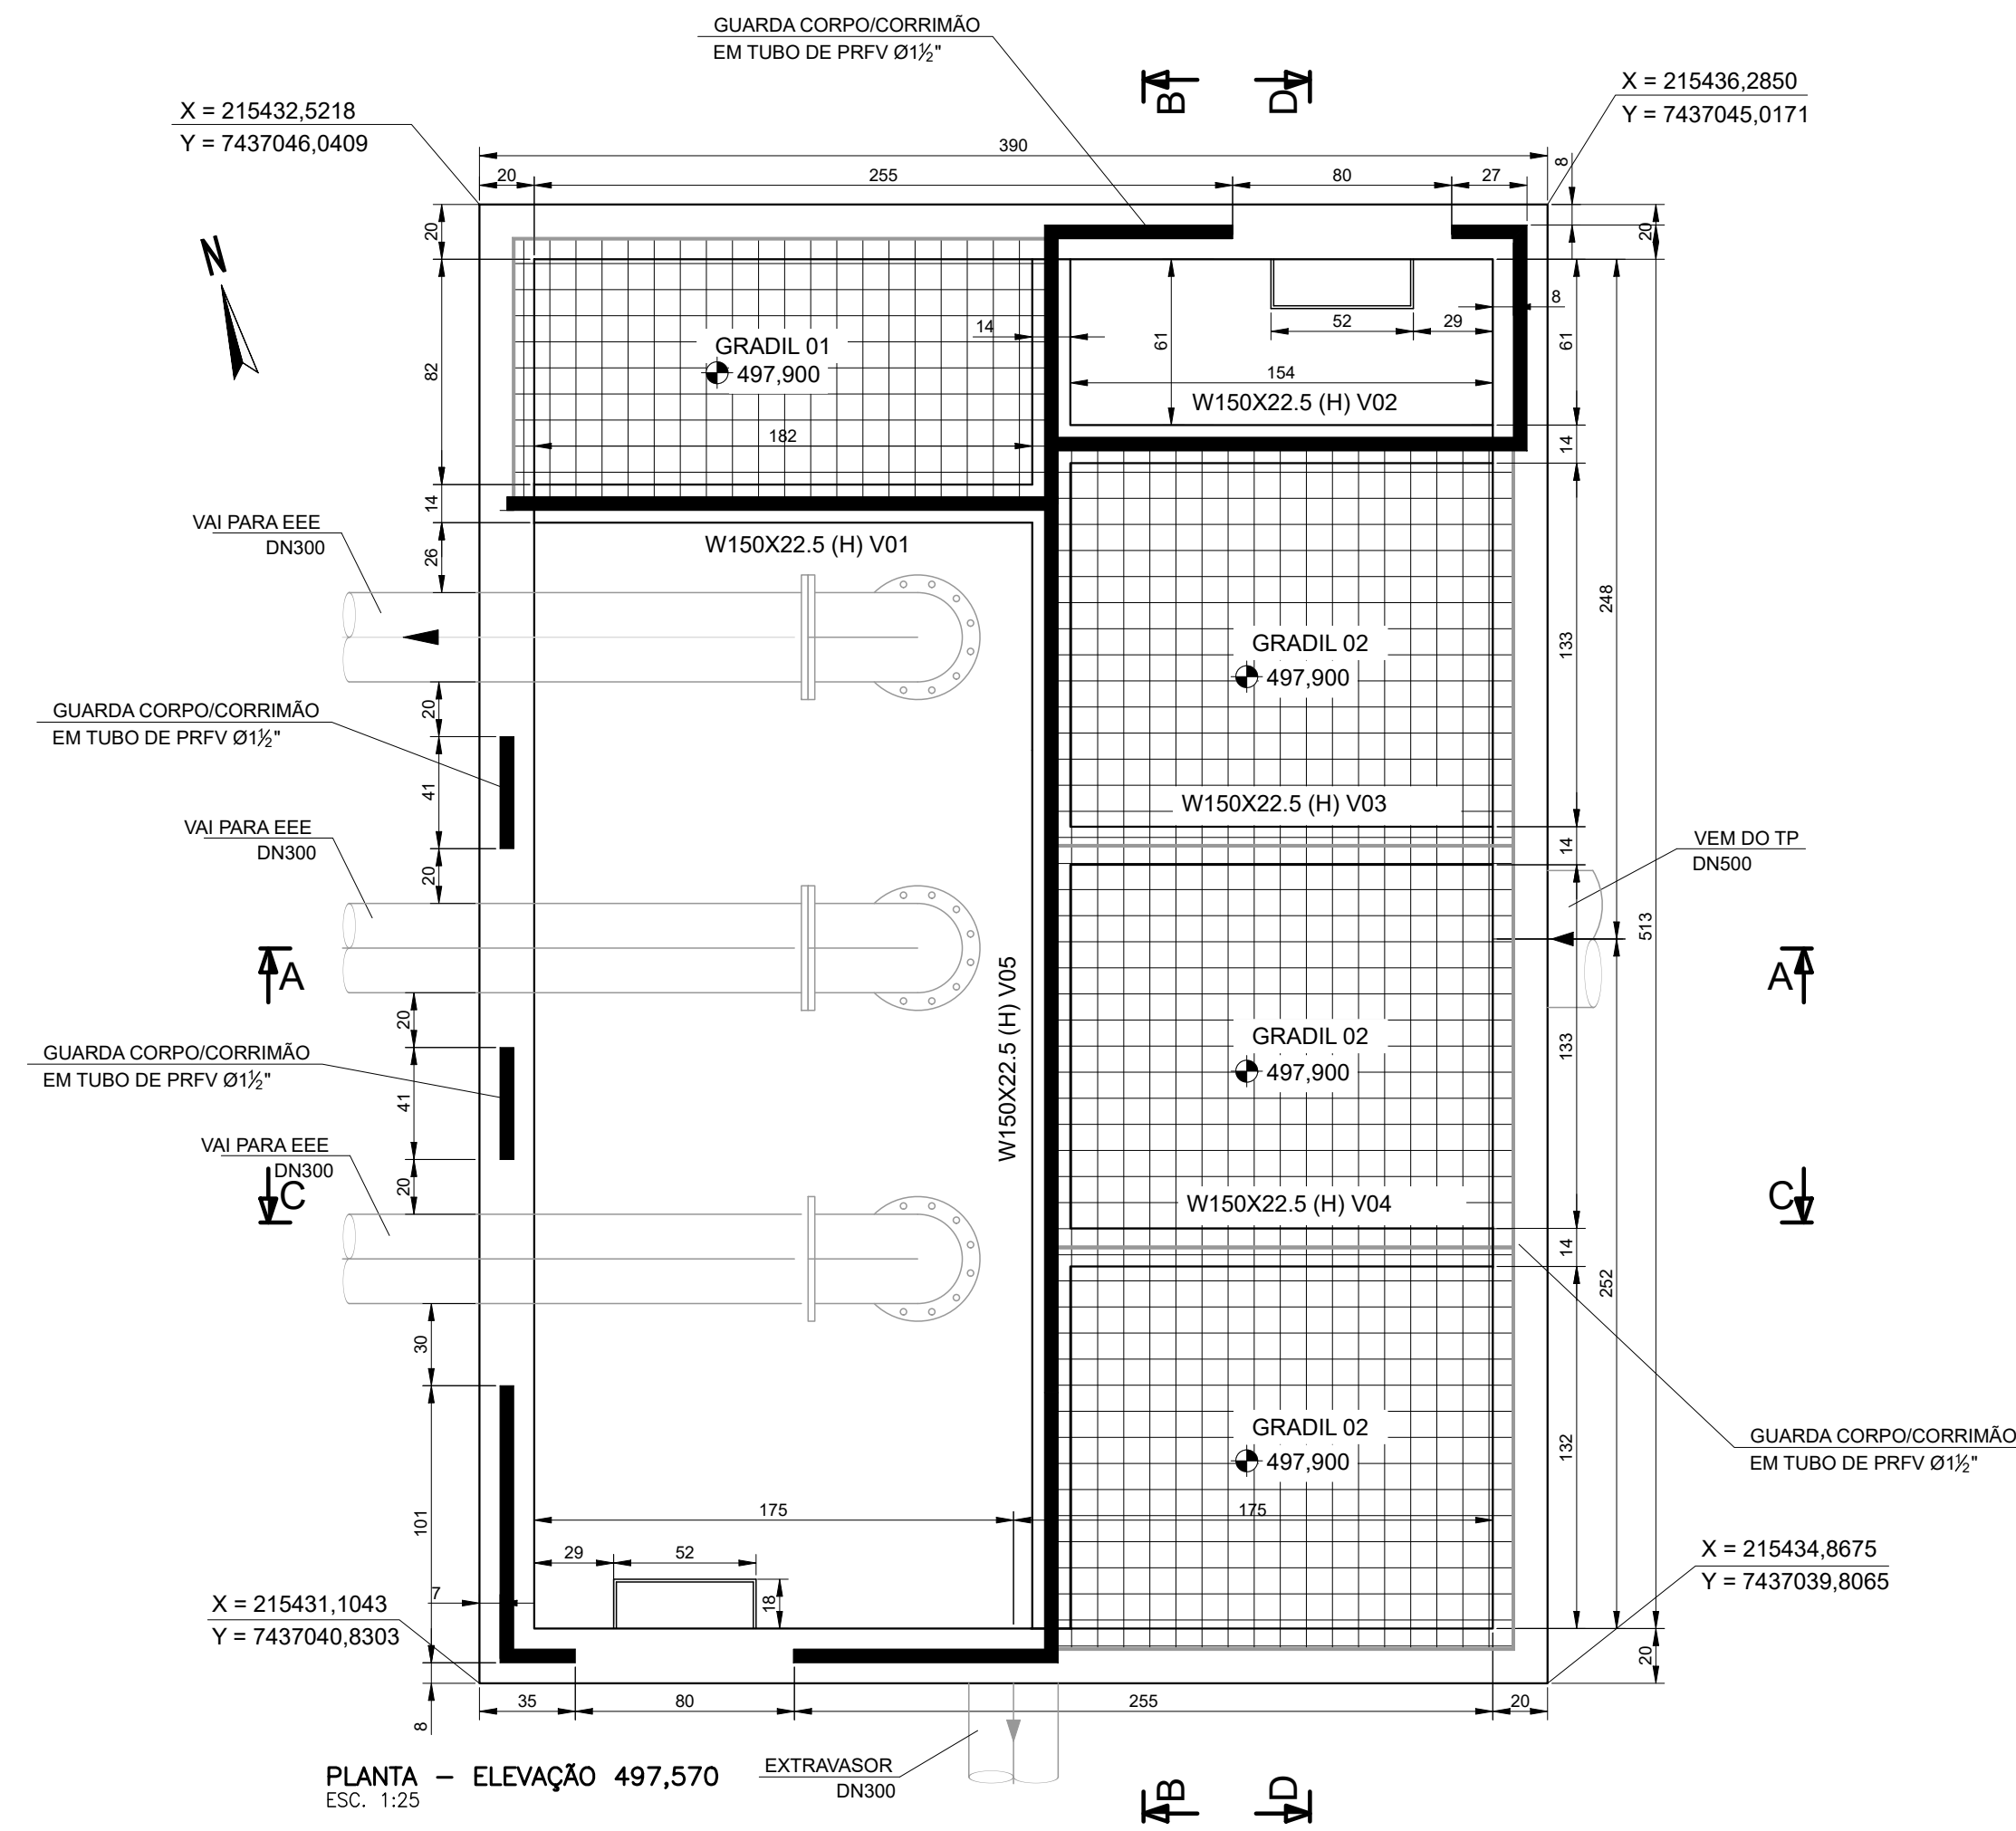 GUARDA CORPO/CORRIMÃO
EM TUBO DE PRFV Ø1½"
B
D
X = 215432,5218
Y = 7437046,0409
X = 215436,2850
Y = 7437045,0171
390
20
255
80
27
8
20
20
N
82
GRADIL 01
497,900
182
14
61
52
29
8
61
154
W150X22.5 (H) V02
14
14
VAI PARA EEE
DN300
26
W150X22.5 (H) V01
20
GUARDA CORPO/CORRIMÃO
EM TUBO DE PRFV Ø1½"
41
GRADIL 02
497,900
133
248
W150X22.5 (H) V03
VAI PARA EEE
DN300
20
14
VEM DO TP
DN500
513
A
A
W150X22.5 (H) V05
20
GUARDA CORPO/CORRIMÃO
EM TUBO DE PRFV Ø1½"
41
GRADIL 02
497,900
133
VAI PARA EEE
DN300
C
20
W150X22.5 (H) V04
C
14
252
30
GRADIL 02
497,900
132
GUARDA CORPO/CORRIMÃO
EM TUBO DE PRFV Ø1½"
101
175
175
29
52
18
7
X = 215431,1043
Y = 7437040,8303
X = 215434,8675
Y = 7437039,8065
20
8
35
80
255
20
PLANTA – ELEVAÇÃO 497,570
ESC. 1:25
EXTRAVASOR
DN300
B
D